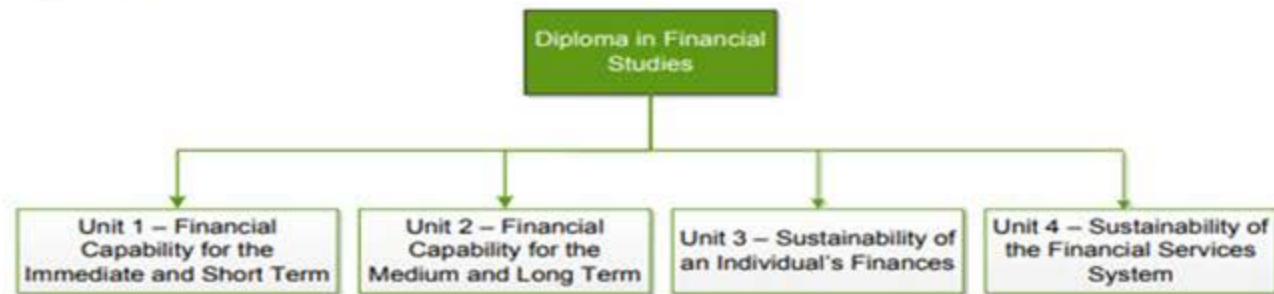 Diploma in Financial
Studies
Unit 1 – Financial
Capability for the
Immediate and Short Term
Unit 2 – Financial
Capability for the
Medium and Long Term
Unit 3 – Sustainability of
an Individual's Finances
Unit 4 – Sustainability of
the Financial Services
System